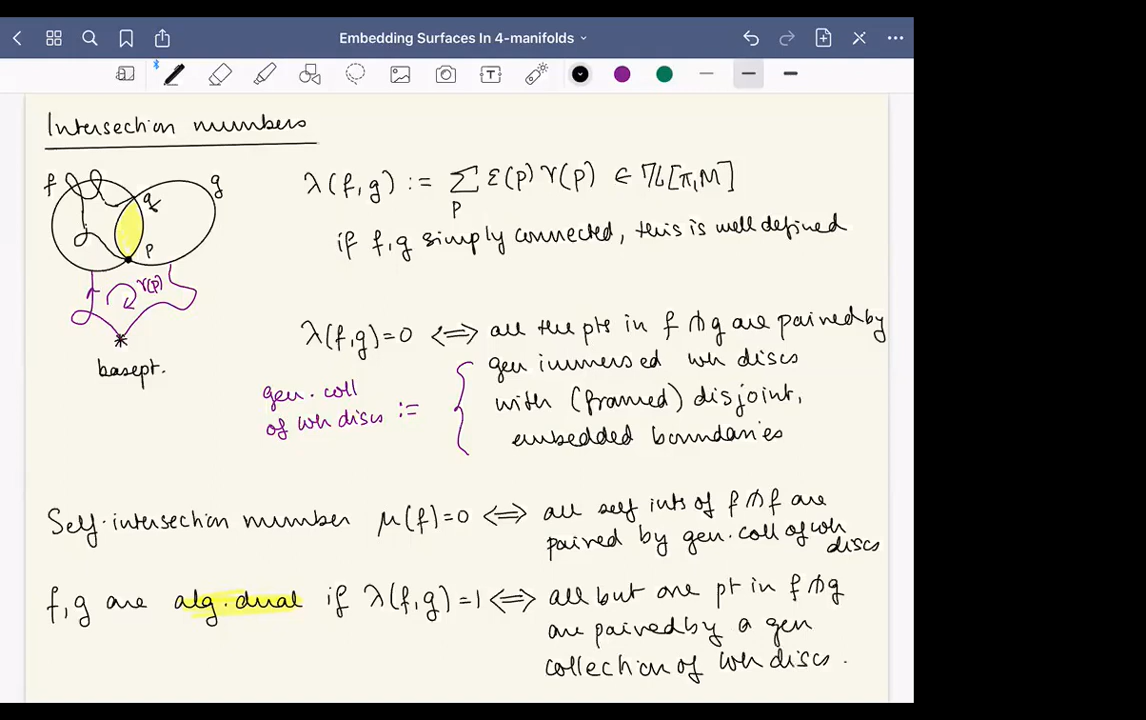 Embedding Surfaces In 4-manifolds
Intersection numbers
f
g
q
p
γ(p)
basept.
λ(f,g) := Σ_p ε(p) γ(p) ∈ ℤ[π₁M]
if f,g simply connected, this is well defined
λ(f,g)=0 ⟺ all the pts in f ⋔ g are paired by
gen immersed wh discs
with (framed) disjoint,
embedded boundaries
gen. coll
of wh discs :=
Self-intersection number μ(f)=0 ⟺ all self ints of f ⋔ f are
paired by gen. coll of wh
discs
f,g are alg. dual if λ(f,g)=1 ⟺ all but one pt in f ⋔ g
are paired by a gen
collection of wh discs.